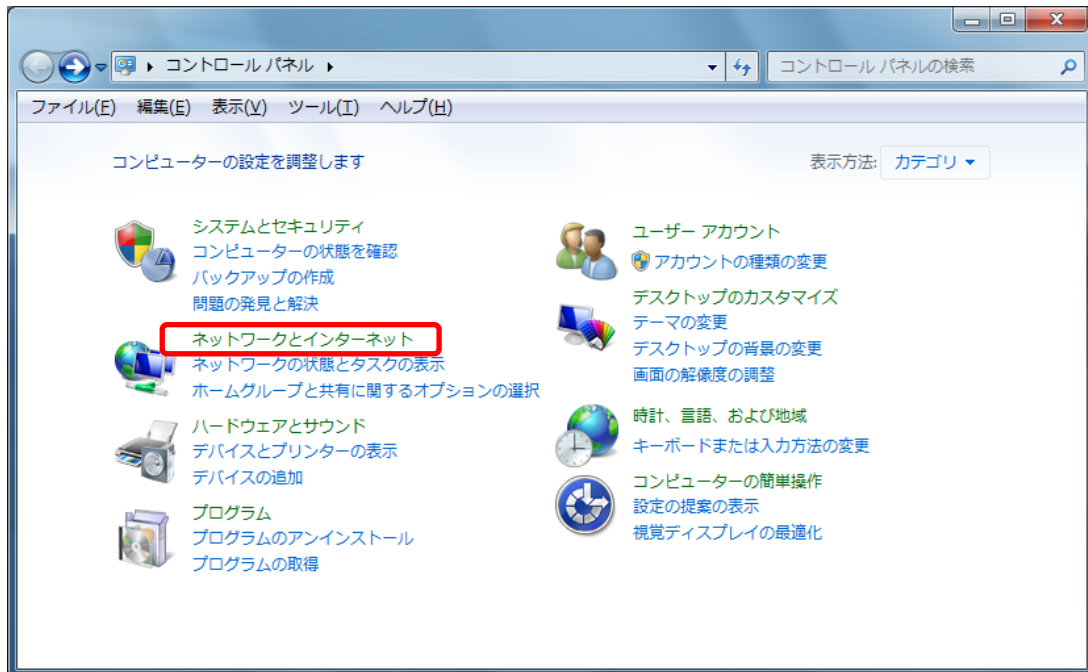 コントロール パネル
コントロール パネルの検索
ファイル(F) 編集(E) 表示(V) ツール(T) ヘルプ(H)
コンピューターの設定を調整します
表示方法: カテゴリ
システムとセキュリティ
コンピューターの状態を確認
バックアップの作成
問題の発見と解決
ネットワークとインターネット
ネットワークの状態とタスクの表示
ホームグループと共有に関するオプションの選択
ハードウェアとサウンド
デバイスとプリンターの表示
デバイスの追加
プログラム
プログラムのアンインストール
プログラムの取得
ユーザー アカウント
アカウントの種類の変更
デスクトップのカスタマイズ
テーマの変更
デスクトップの背景の変更
画面の解像度の調整
時計、言語、および地域
キーボードまたは入力方法の変更
コンピューターの簡単操作
設定の提案の表示
視覚ディスプレイの最適化